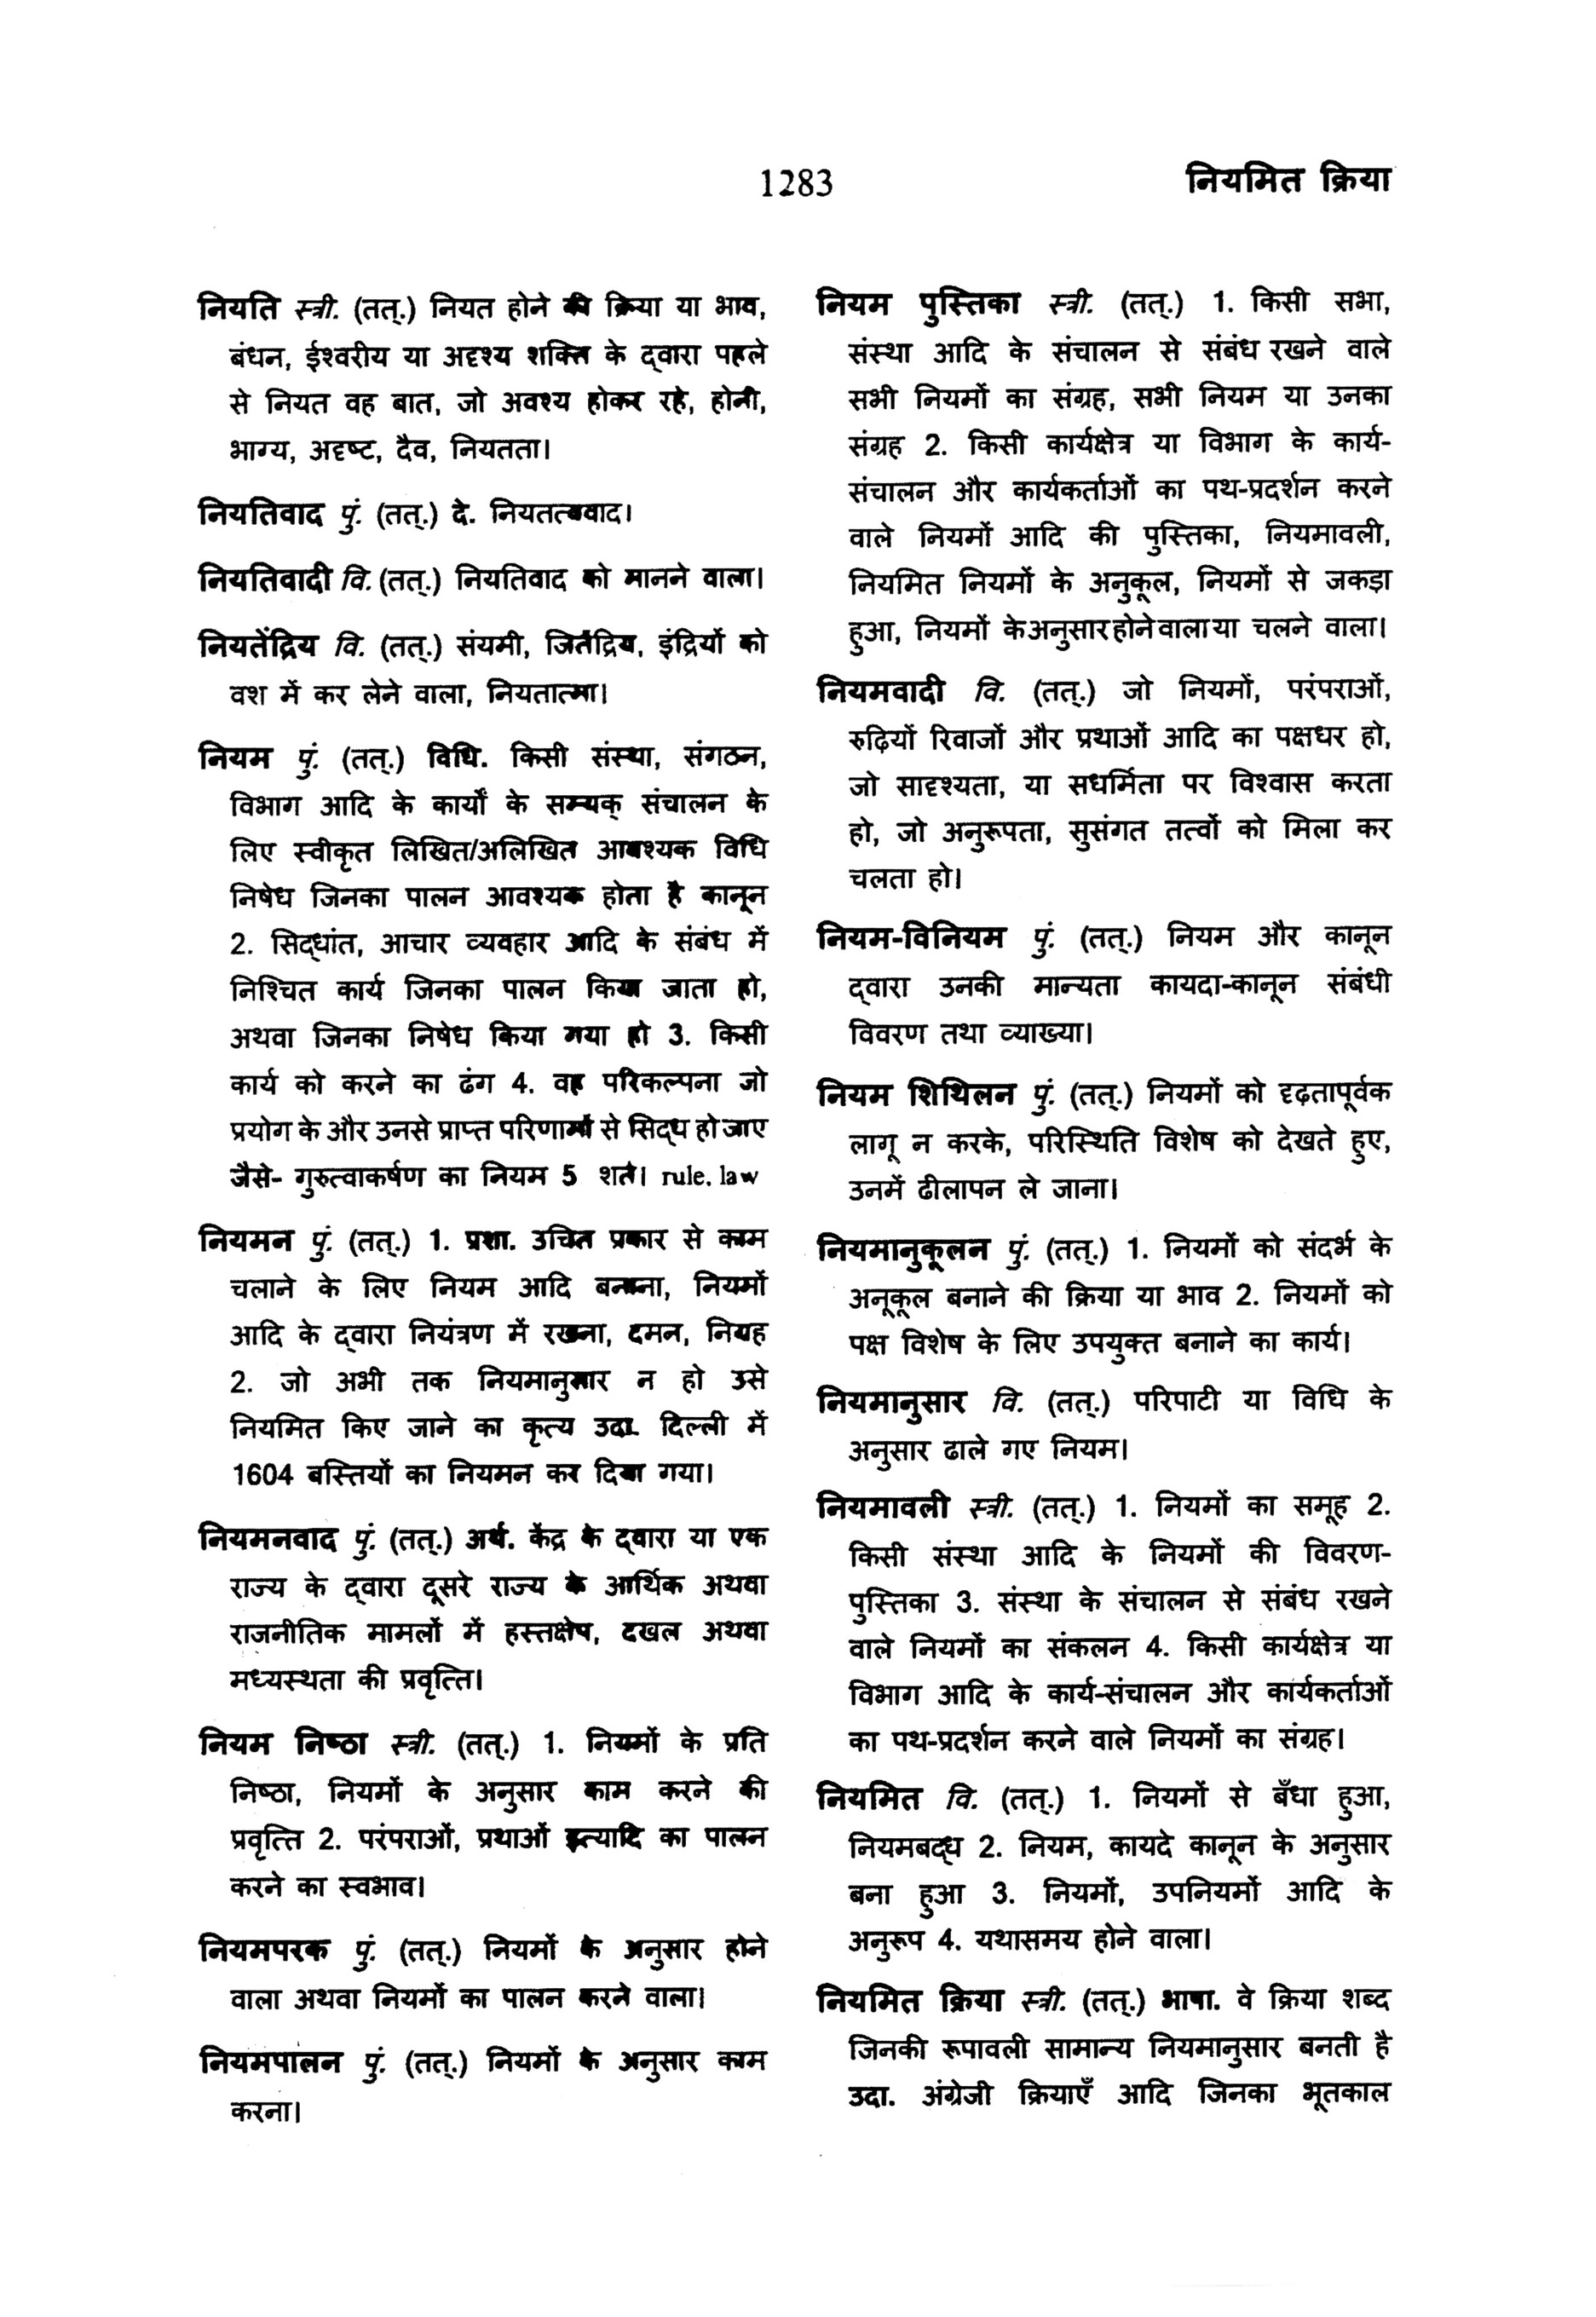 1283
नियमित क्रिया
नियति स्त्री. (तत्.) नियत होने की क्रिया या भाव,
बंधन, ईश्वरीय या अदृश्य शक्ति के द्वारा पहले
से नियत वह बात, जो अवश्य होकर रहे, होनी,
भाग्य, अदृष्ट, दैव, नियतता।
नियतिवाद पुं. (तत्.) दे. नियतत्ववाद।
नियतिवादी वि. (तत्.) नियतिवाद को मानने वाला।
नियतेंद्रिय वि. (तत्.) संयमी, जितेंद्रिय, इंद्रियों को
वश में कर लेने वाला, नियतात्मा।
नियम पुं. (तत्.) विधि. किसी संस्था, संगठन,
विभाग आदि के कार्यों के सम्यक् संचालन के
लिए स्वीकृत लिखित/अलिखित आवश्यक विधि
निषेध जिनका पालन आवश्यक होता है कानून
2. सिद्धांत, आचार व्यवहार आदि के संबंध में
निश्चित कार्य जिनका पालन किया जाता हो,
अथवा जिनका निषेध किया गया हो 3. किसी
कार्य को करने का ढंग 4. वह परिकल्पना जो
प्रयोग के और उनसे प्राप्त परिणामों से सिद्ध हो जाए
जैसे- गुरुत्वाकर्षण का नियम 5 शर्त। rule. law
नियमन पुं. (तत्.) 1. प्रशा. उचित प्रकार से काम
चलाने के लिए नियम आदि बनाना, नियमों
आदि के द्वारा नियंत्रण में रखना, दमन, निग्रह
2. जो अभी तक नियमानुसार न हो उसे
नियमित किए जाने का कृत्य उदा. दिल्ली में
1604 बस्तियों का नियमन कर दिया गया।
नियमनवाद पुं. (तत्.) अर्थ. केंद्र के द्वारा या एक
राज्य के द्वारा दूसरे राज्य के आर्थिक अथवा
राजनीतिक मामलों में हस्तक्षेप, दखल अथवा
मध्यस्थता की प्रवृत्ति।
नियम निष्ठा स्त्री. (तत्.) 1. नियमों के प्रति
निष्ठा, नियमों के अनुसार काम करने की
प्रवृत्ति 2. परंपराओं, प्रथाओं इत्यादि का पालन
करने का स्वभाव।
नियमपरक पुं. (तत्.) नियमों के अनुसार होने
वाला अथवा नियमों का पालन करने वाला।
नियमपालन पुं. (तत्.) नियमों के अनुसार काम
करना।
नियम पुस्तिका स्त्री. (तत्.) 1. किसी सभा,
संस्था आदि के संचालन से संबंध रखने वाले
सभी नियमों का संग्रह, सभी नियम या उनका
संग्रह 2. किसी कार्यक्षेत्र या विभाग के कार्य-
संचालन और कार्यकर्ताओं का पथ-प्रदर्शन करने
वाले नियमों आदि की पुस्तिका, नियमावली,
नियमित नियमों के अनुकूल, नियमों से जकड़ा
हुआ, नियमों के अनुसार होने वाला या चलने वाला।
नियमवादी वि. (तत्.) जो नियमों, परंपराओं,
रुढ़ियों रिवाजों और प्रथाओं आदि का पक्षधर हो,
जो सादृश्यता, या सधर्मिता पर विश्वास करता
हो, जो अनुरूपता, सुसंगत तत्वों को मिला कर
चलता हो।
नियम-विनियम पुं. (तत्.) नियम और कानून
द्वारा उनकी मान्यता कायदा-कानून संबंधी
विवरण तथा व्याख्या।
नियम शिथिलन पुं. (तत्.) नियमों को दृढ़तापूर्वक
लागू न करके, परिस्थिति विशेष को देखते हुए,
उनमें ढीलापन ले जाना।
नियमानुकूलन पुं. (तत्.) 1. नियमों को संदर्भ के
अनूकूल बनाने की क्रिया या भाव 2. नियमों को
पक्ष विशेष के लिए उपयुक्त बनाने का कार्य।
नियमानुसार वि. (तत्.) परिपाटी या विधि के
अनुसार ढाले गए नियम।
नियमावली स्त्री. (तत्.) 1. नियमों का समूह 2.
किसी संस्था आदि के नियमों की विवरण-
पुस्तिका 3. संस्था के संचालन से संबंध रखने
वाले नियमों का संकलन 4. किसी कार्यक्षेत्र या
विभाग आदि के कार्य-संचालन और कार्यकर्ताओं
का पथ-प्रदर्शन करने वाले नियमों का संग्रह।
नियमित वि. (तत्.) 1. नियमों से बँधा हुआ,
नियमबद्ध 2. नियम, कायदे कानून के अनुसार
बना हुआ 3. नियमों, उपनियमों आदि के
अनुरूप 4. यथासमय होने वाला।
नियमित क्रिया स्त्री. (तत्.) भाषा. वे क्रिया शब्द
जिनकी रूपावली सामान्य नियमानुसार बनती है
उदा. अंग्रेजी क्रियाएँ आदि जिनका भूतकाल